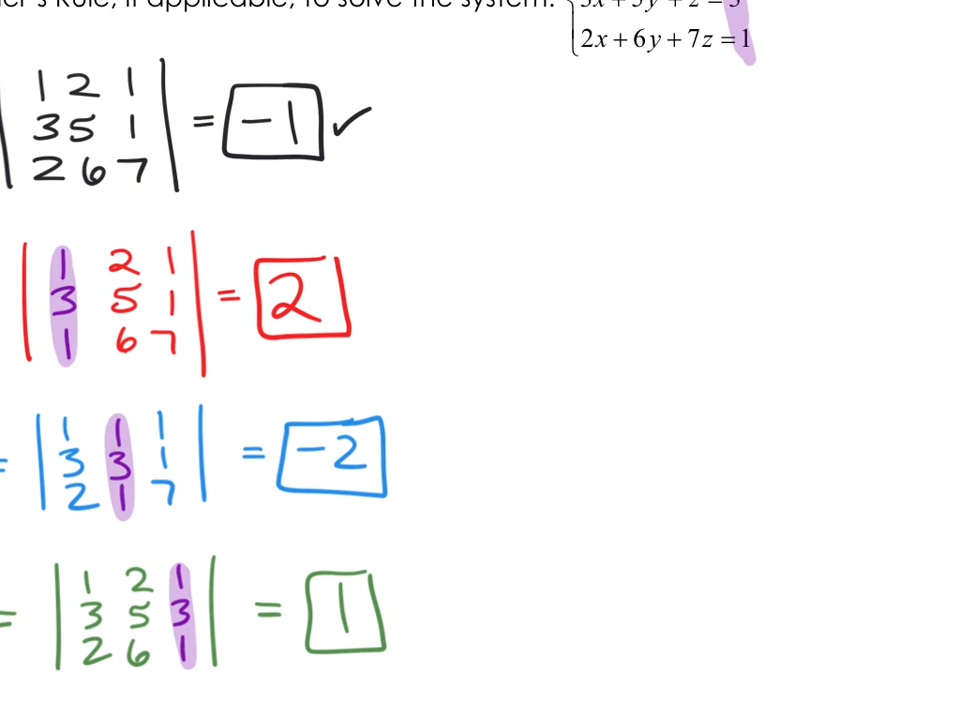 er's Rule, if applicable, to solve the system.
3x + 5y + z = 3
2x + 6y + 7z = 1
1 2 1
3 5 1 = -1 ✓
2 6 7
1 2 1
3 5 1 = 2
1 6 7
1 1 1
= 3 3 1 = -2
2 1 7
1 2 1
= 3 5 3 = 1
2 6 1